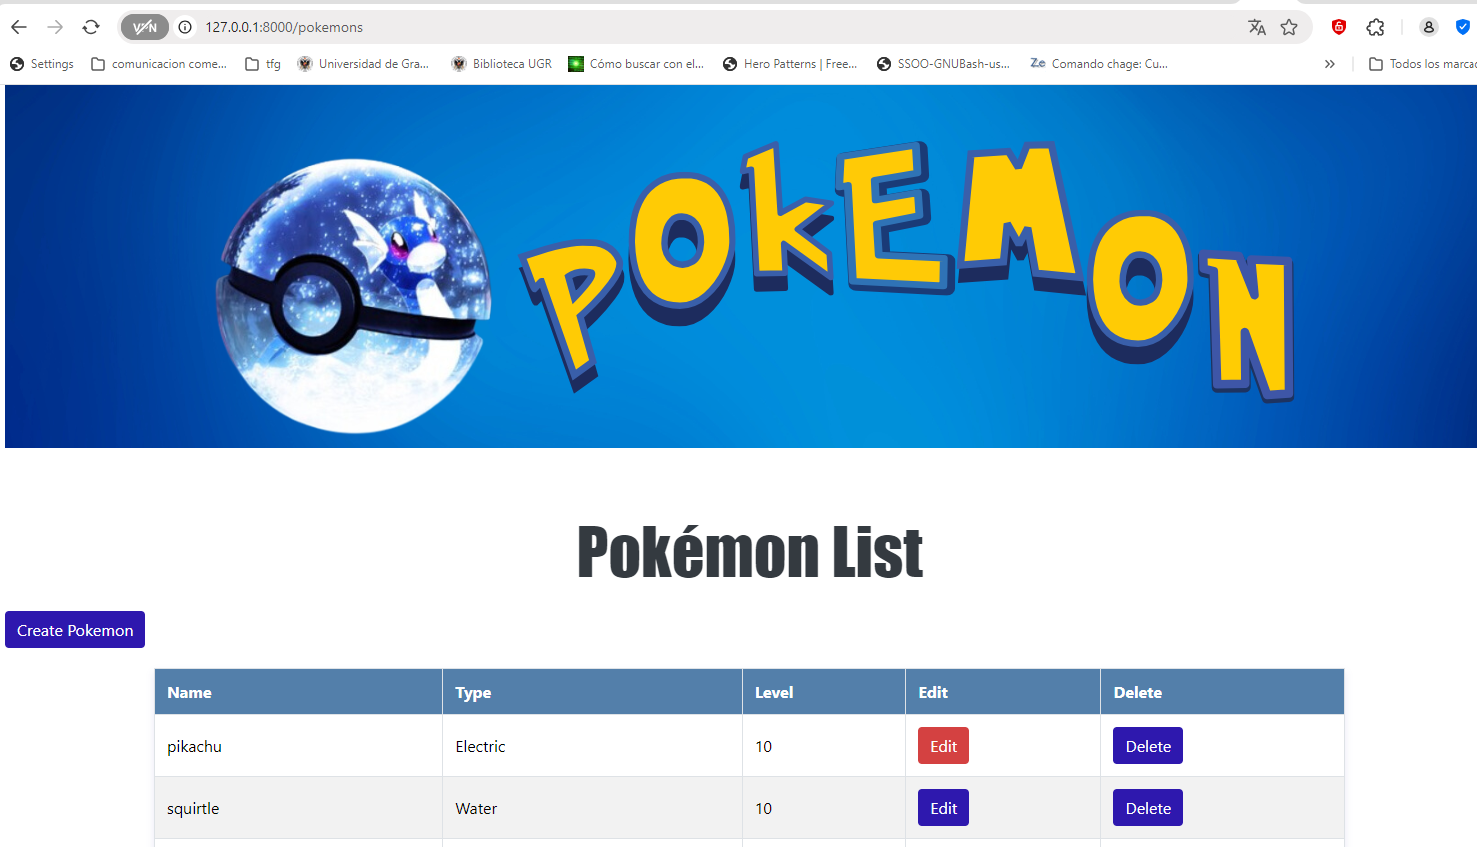 VPN 127.0.0.1:8000/pokemons
Settings comunicacion come... tfg Universidad de Gra... Biblioteca UGR Cómo buscar con el... Hero Patterns | Free... SSOO-GNUBash-us... Ze Comando chage: Cu... » Todos los marcad
POKEMON
Pokémon List
Create Pokemon
Name Type Level Edit Delete
pikachu Electric 10 Edit Delete
squirtle Water 10 Edit Delete